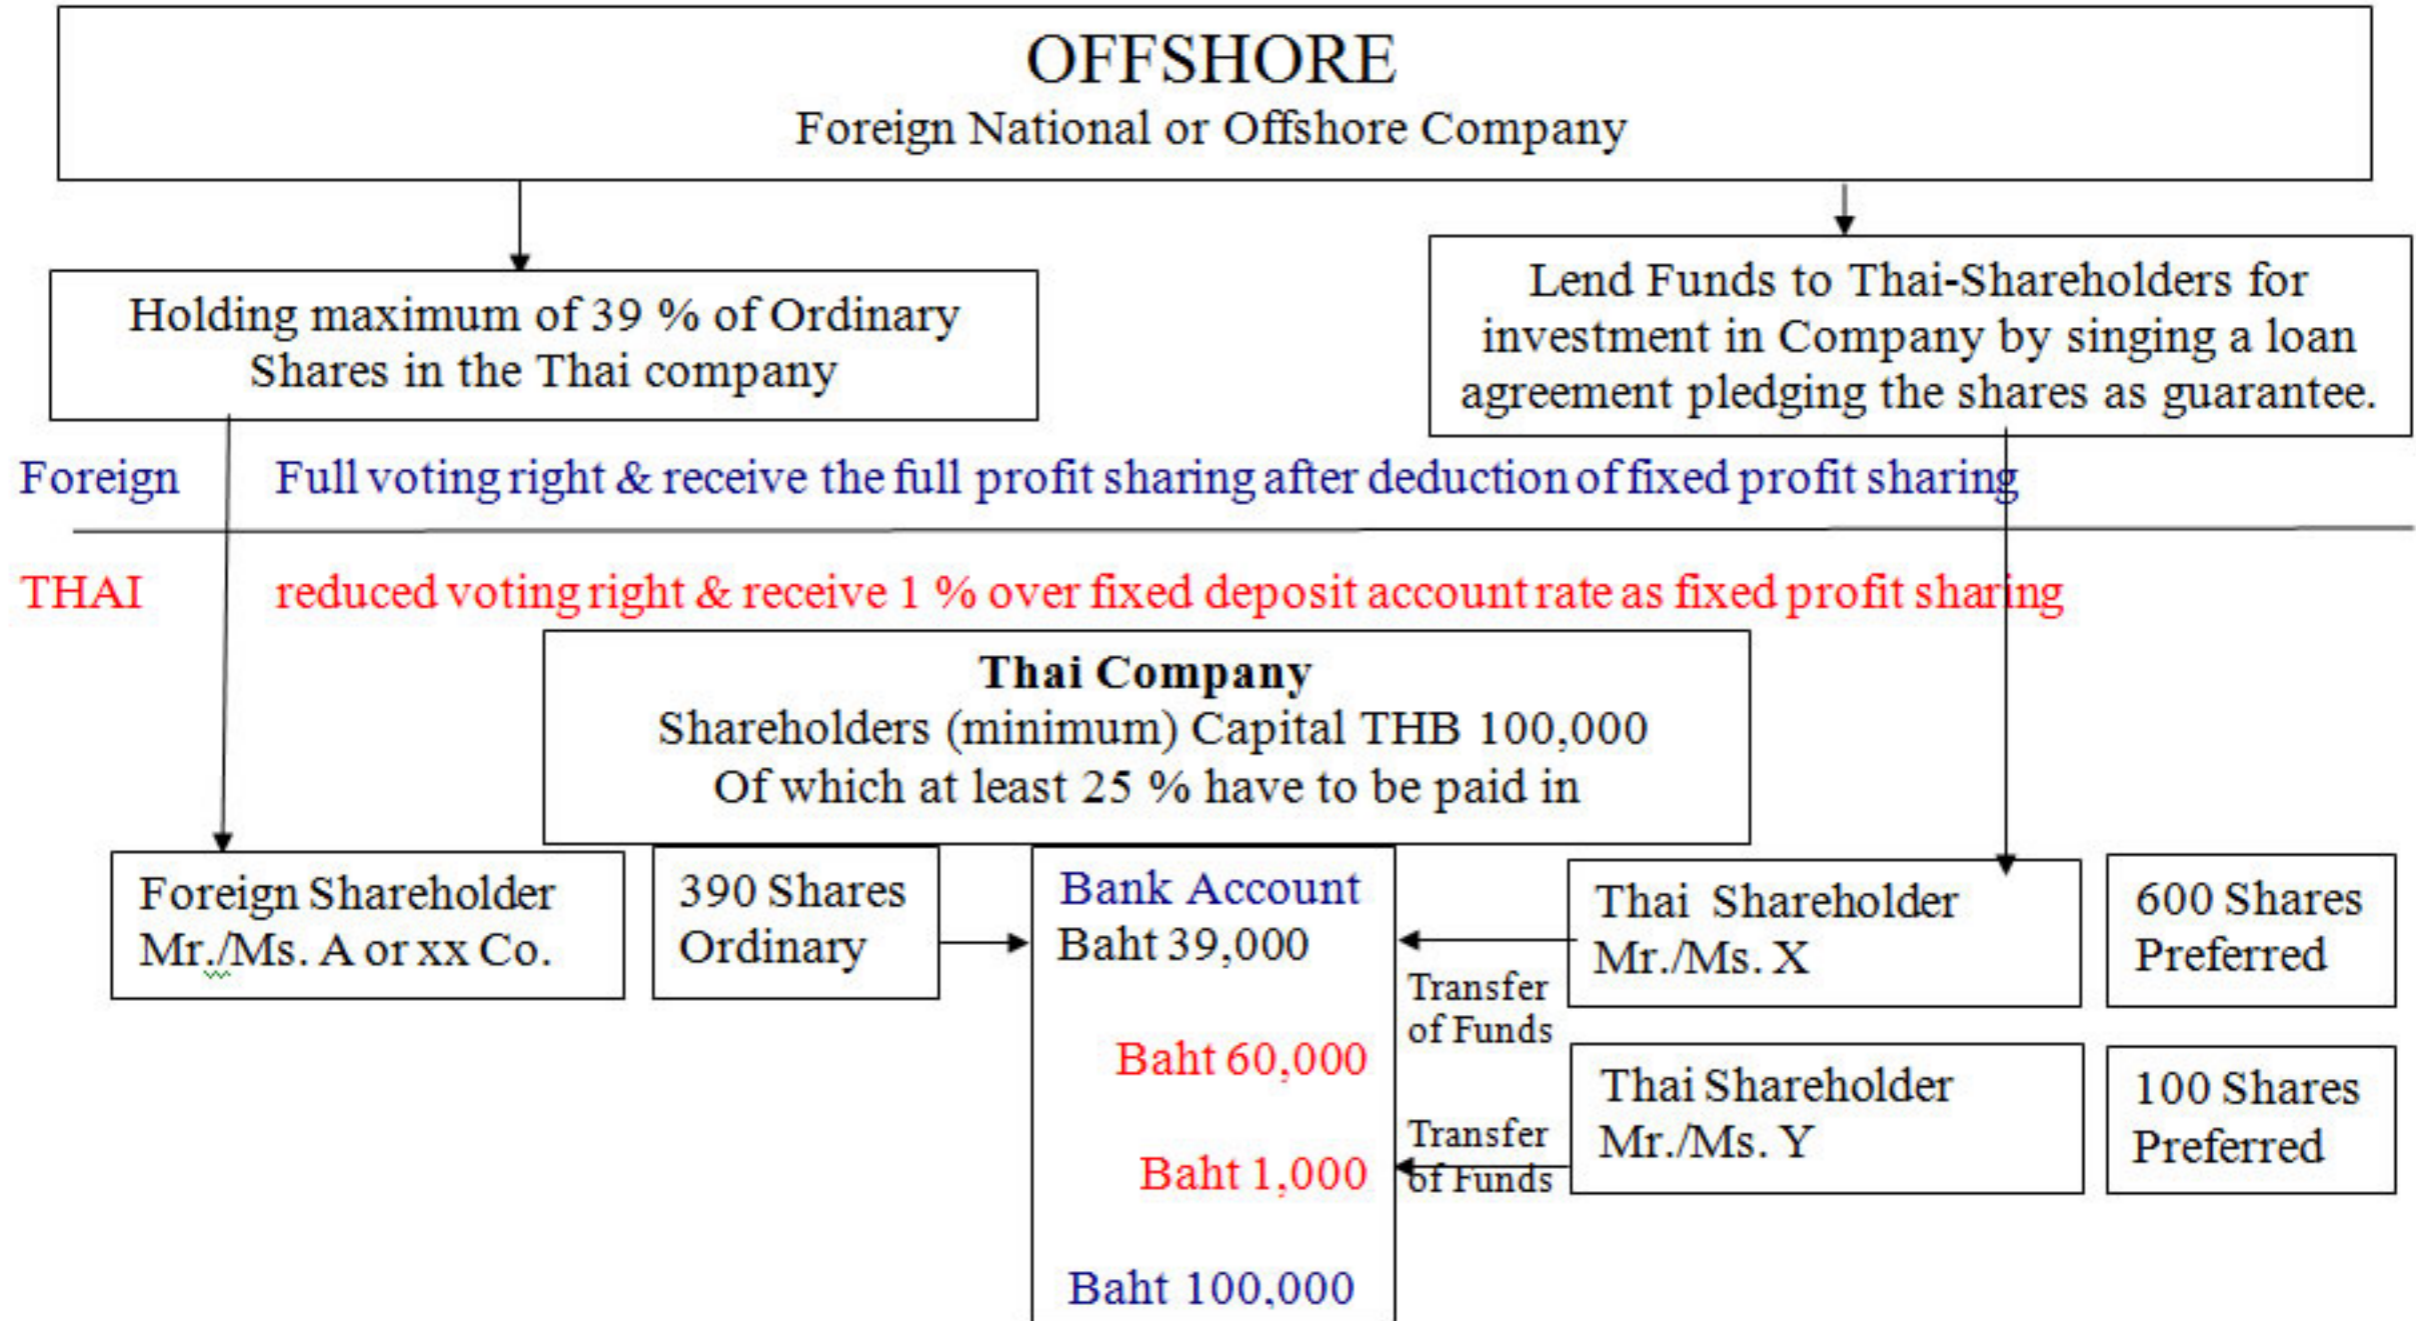 OFFSHORE
Foreign National or Offshore Company
Holding maximum of 39 % of Ordinary
Shares in the Thai company
Lend Funds to Thai-Shareholders for
investment in Company by singing a loan
agreement pledging the shares as guarantee.
Foreign Full voting right & receive the full profit sharing after deduction of fixed profit sharing
THAI reduced voting right & receive 1 % over fixed deposit account rate as fixed profit sharing
Thai Company
Shareholders (minimum) Capital THB 100,000
Of which at least 25 % have to be paid in
Foreign Shareholder
Mr./Ms. A or xx Co.
390 Shares
Ordinary
Bank Account
Baht 39,000
Baht 60,000
Baht 1,000
Baht 100,000
Transfer
of Funds
Transfer
of Funds
Thai Shareholder
Mr./Ms. X
600 Shares
Preferred
Thai Shareholder
Mr./Ms. Y
100 Shares
Preferred